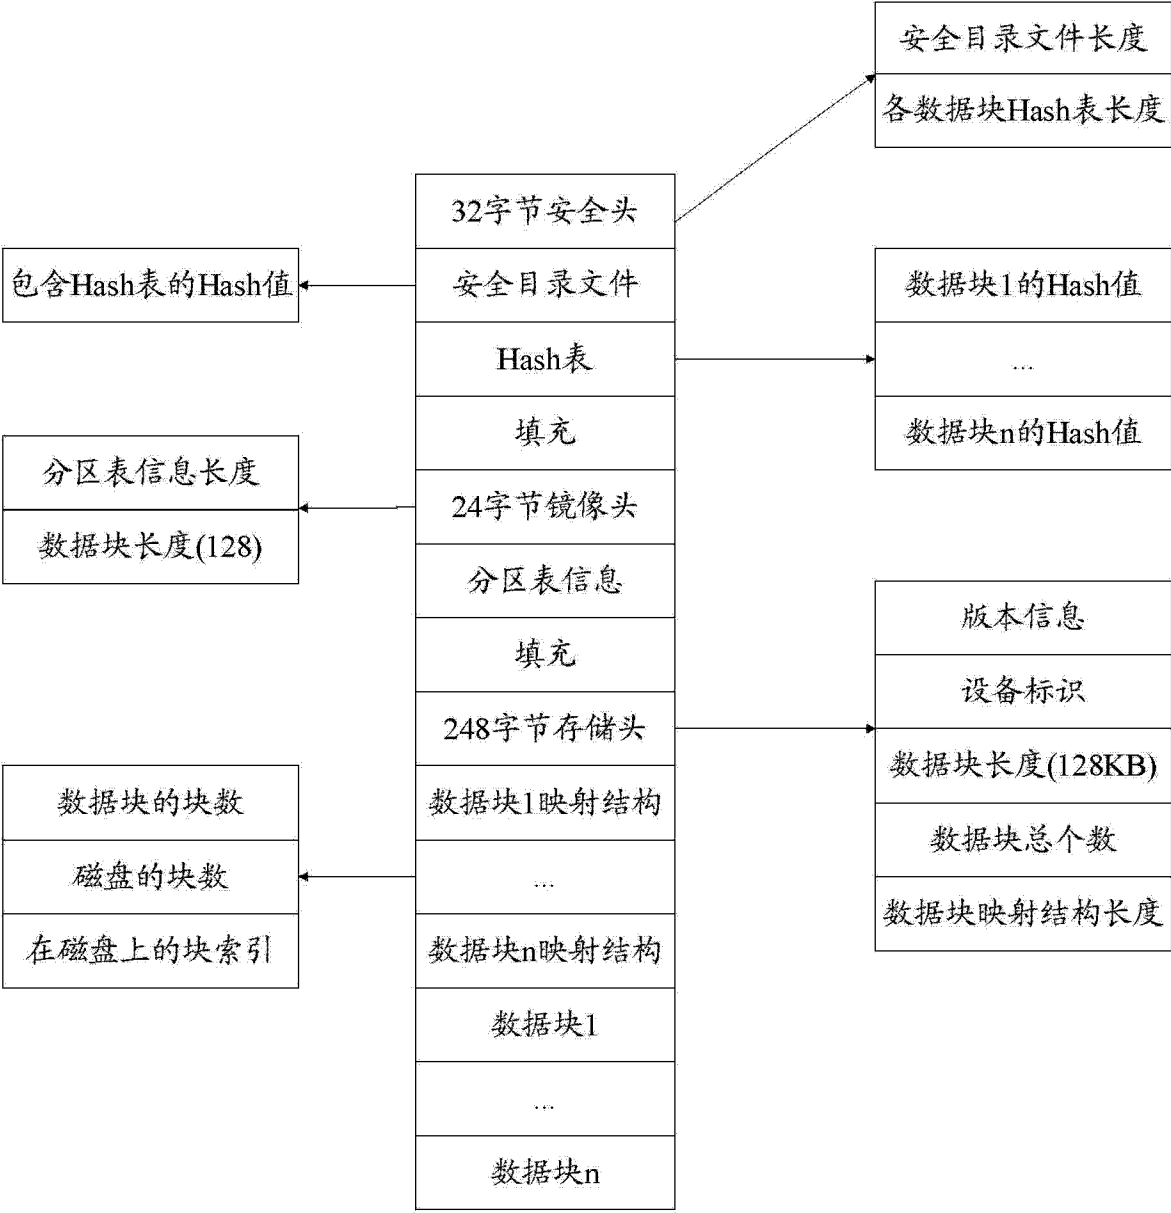 安全目录文件长度
各数据块Hash表长度
32字节安全头
包含Hash表的Hash值
安全目录文件
数据块1的Hash值
Hash表
...
填充
数据块n的Hash值
分区表信息长度
24字节镜像头
数据块长度(128)
分区表信息
版本信息
填充
设备标识
248字节存储头
数据块长度(128KB)
数据块的块数
数据块1映射结构
数据块总个数
磁盘的块数
...
数据块映射结构长度
在磁盘上的块索引
数据块n映射结构
数据块1
...
数据块n